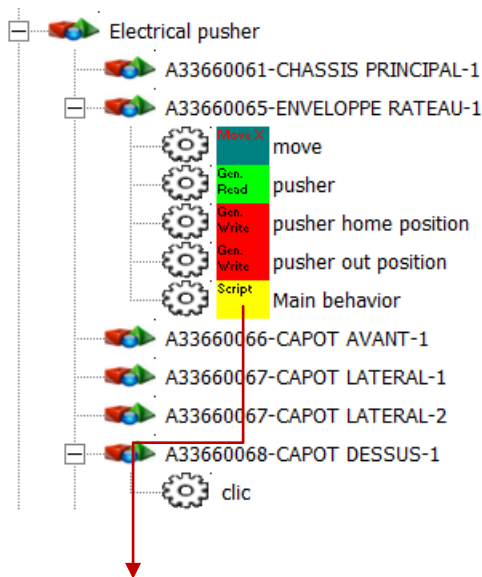 Electrical pusher
A33660061-CHASSIS PRINCIPAL-1
A33660065-ENVELOPPE RATEAU-1
Move X move
Gen. Read pusher
Gen. Write pusher home position
Gen. Write pusher out position
Script Main behavior
A33660066-CAPOT AVANT-1
A33660067-CAPOT LATERAL-1
A33660067-CAPOT LATERAL-2
A33660068-CAPOT DESSUS-1
clic